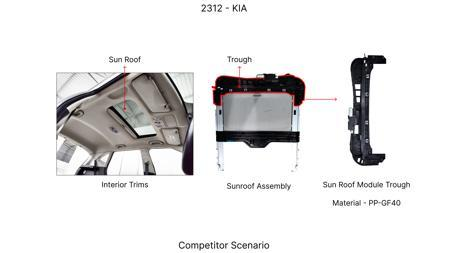 2312 - KIA
Sun Roof
Trough
Interior Trims
Sunroof Assembly
Sun Roof Module Trough
Material - PP-GF40
Competitor Scenario